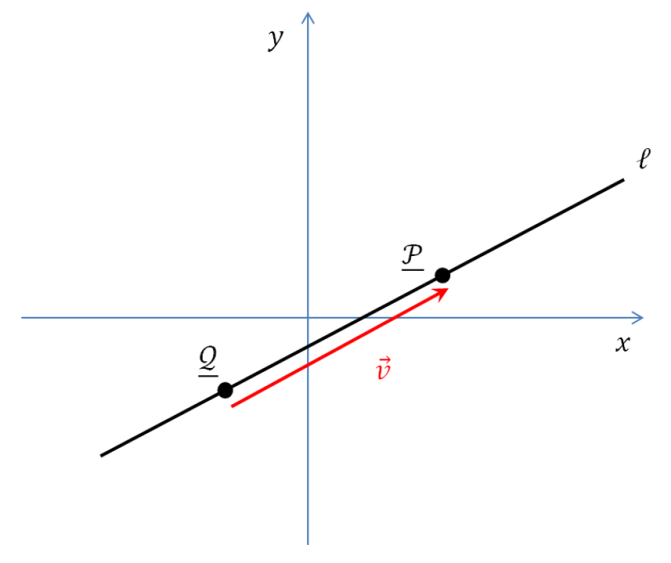 y
ℓ
𝒫
x
𝒬
v⃗